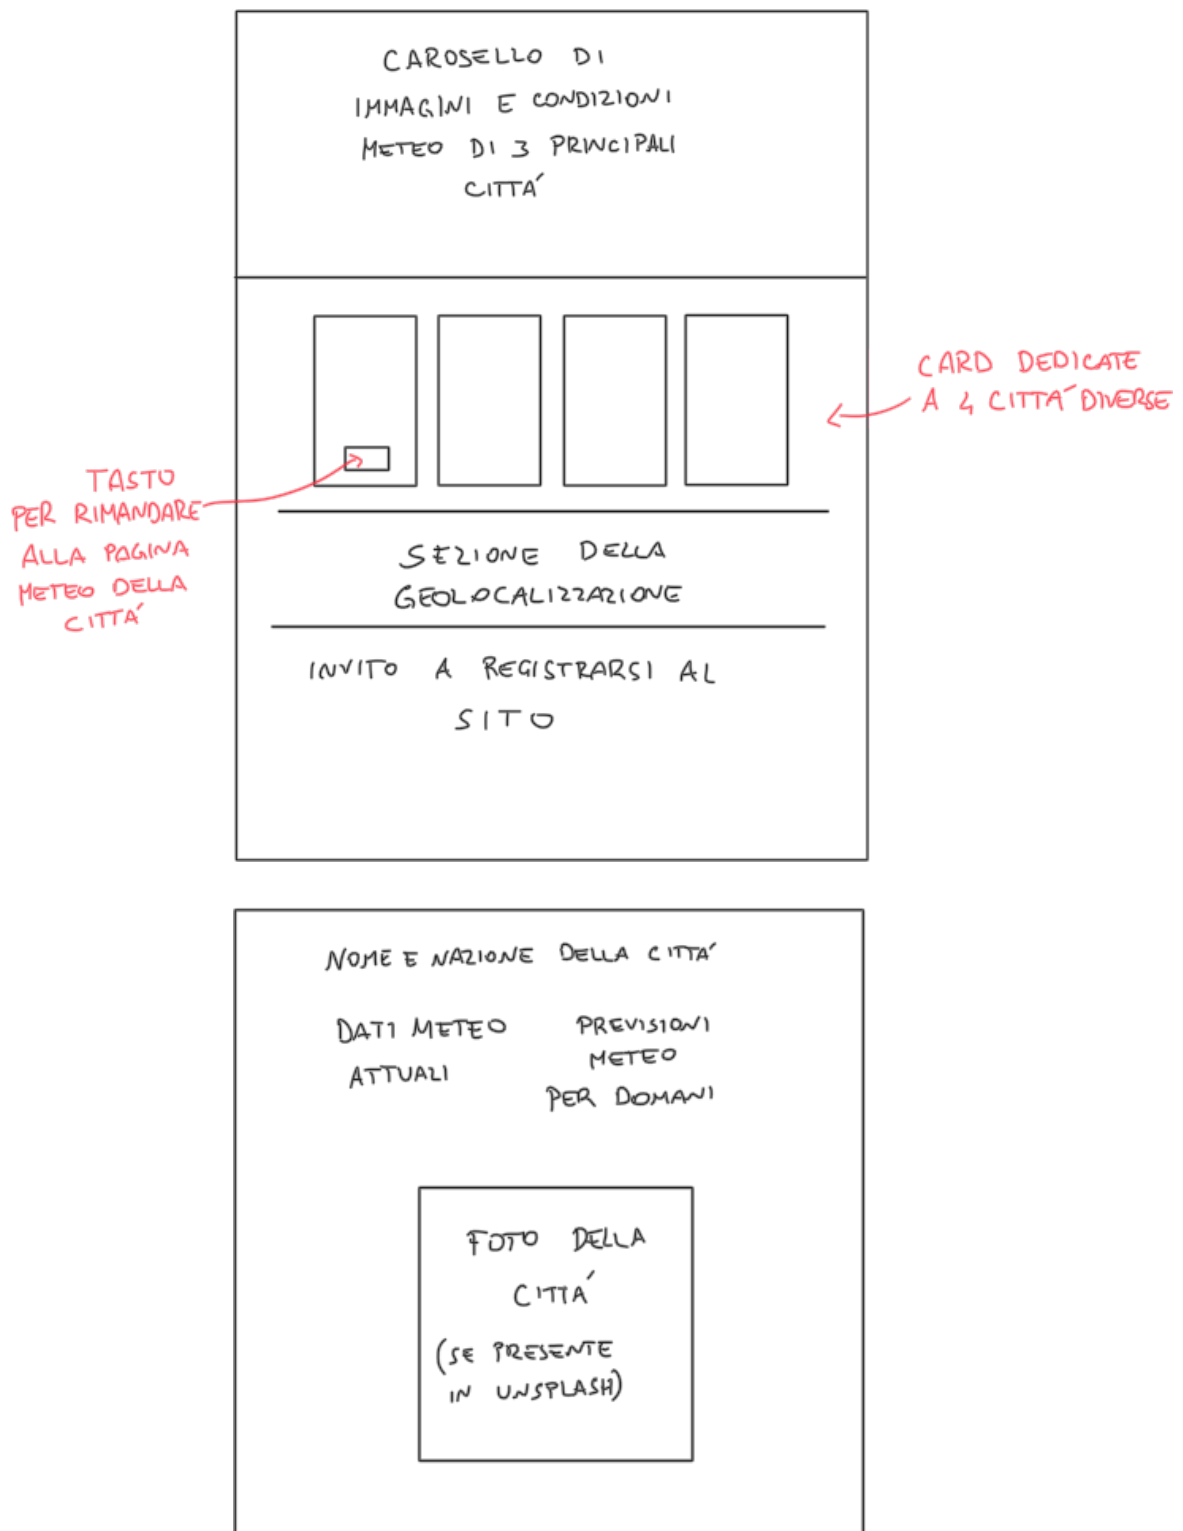 CAROSELLO DI
IMMAGINI E CONDIZIONI
METEO DI 3 PRINCIPALI
CITTÁ
CARD DEDICATE
A 4 CITTÁ DIVERSE
TASTO
PER RIMANDARE
ALLA PAGINA
METEO DELLA
CITTÁ
SEZIONE DELLA
GEOLOCALIZZAZIONE
INVITO A REGISTRARSI AL
SITO
NOME E NAZIONE DELLA CITTÁ
DATI METEO
ATTUALI
PREVISIONI
METEO
PER DOMANI
FOTO DELLA
CITTÁ
(SE PRESENTE
IN UNSPLASH)